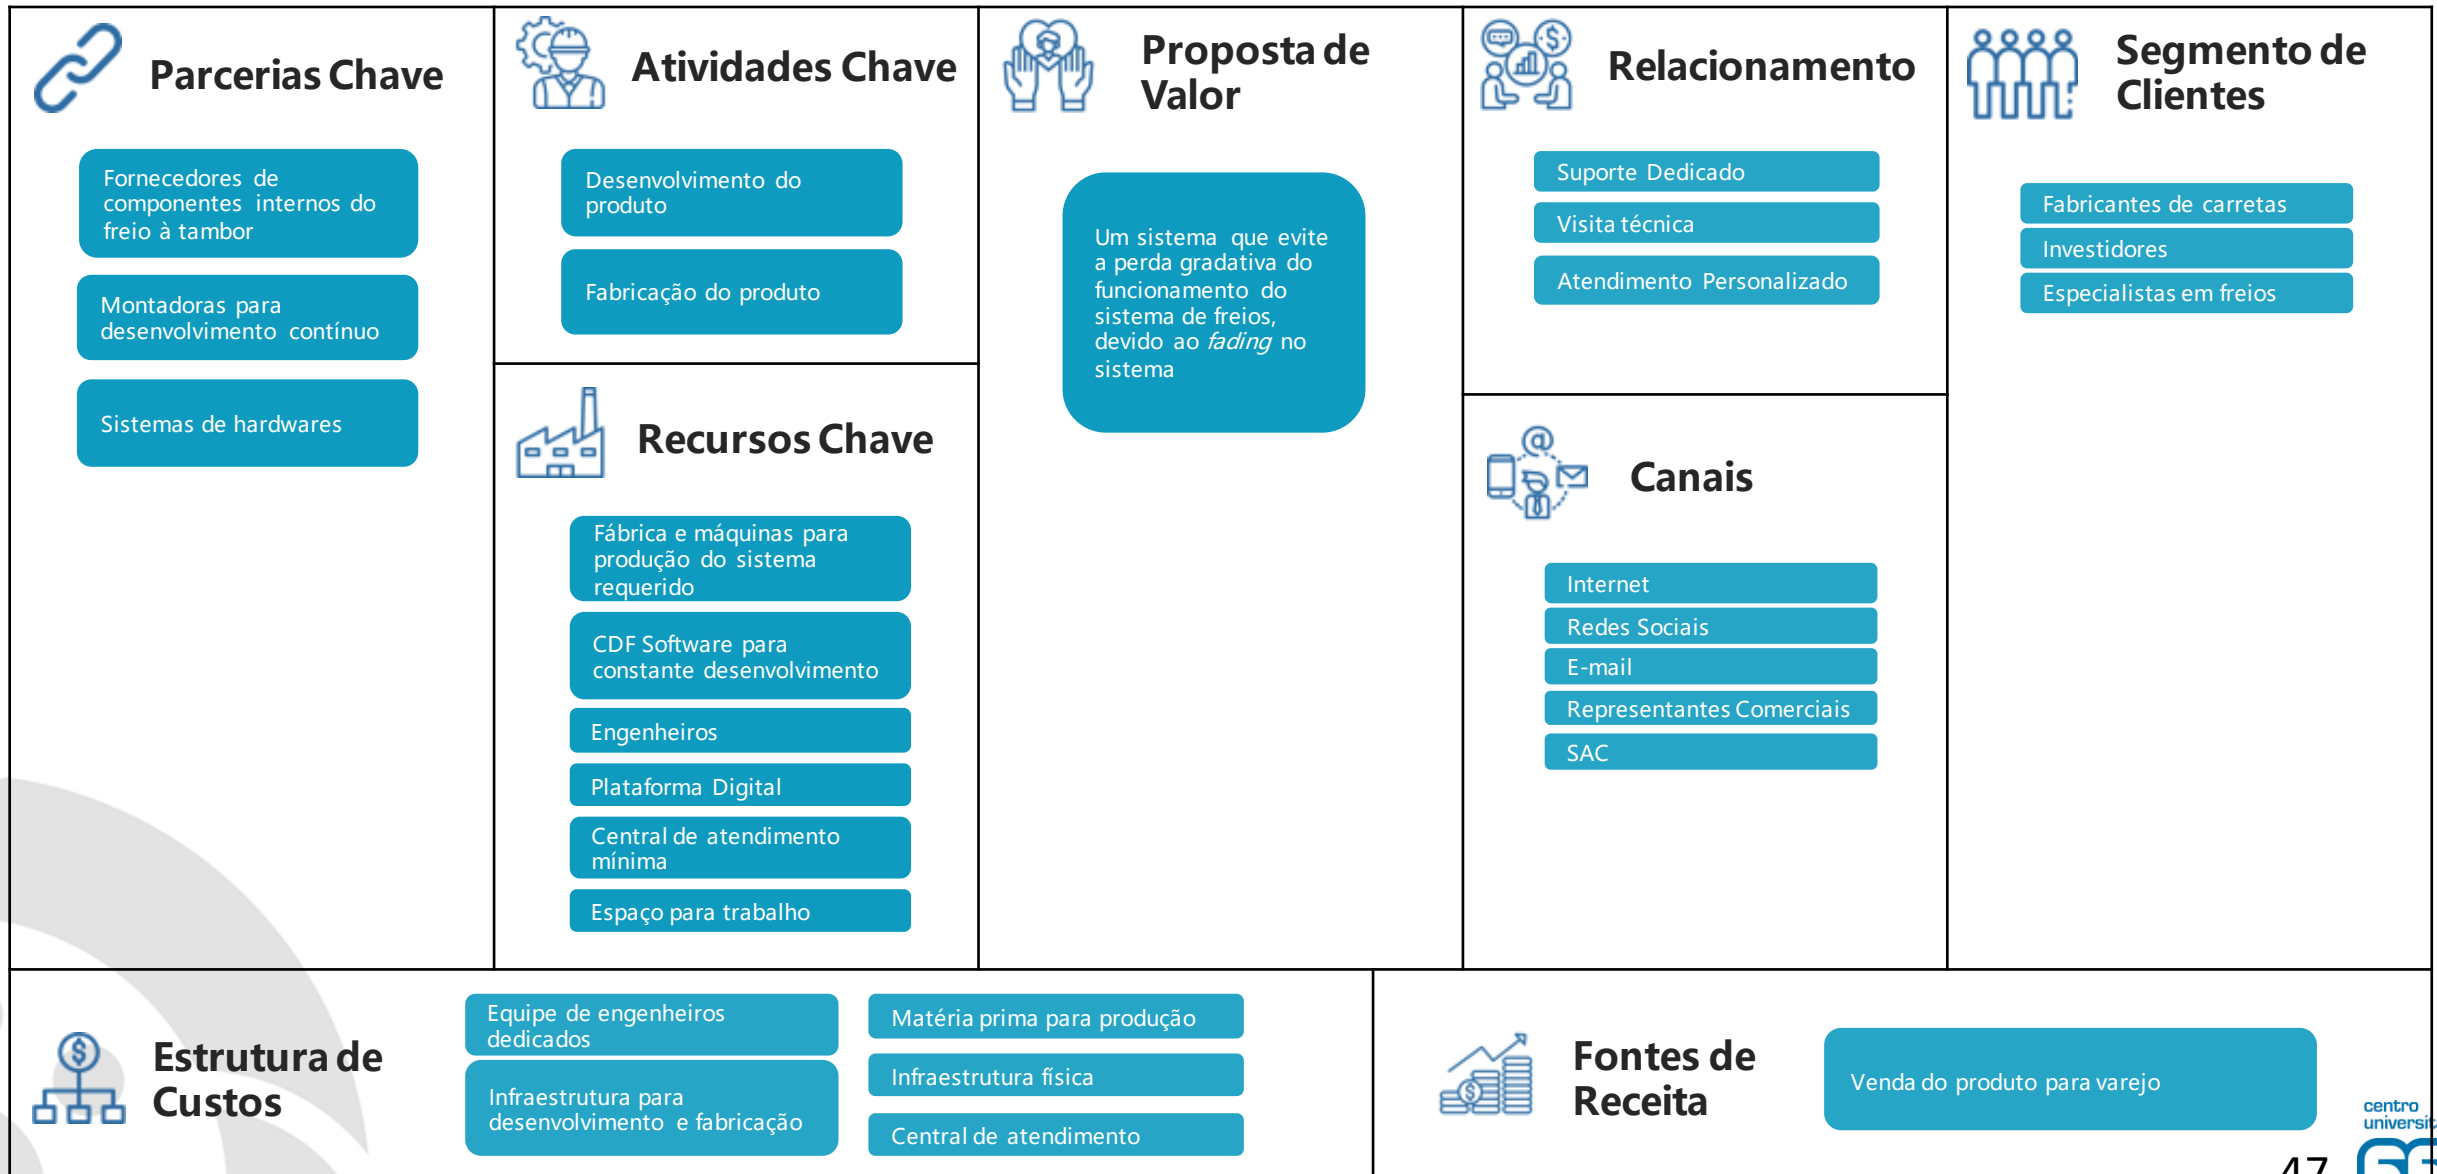 Parcerias Chave
Fornecedores de
componentes internos do
freio à tambor
Montadoras para
desenvolvimento contínuo
Sistemas de hardwares
Atividades Chave
Desenvolvimento do
produto
Fabricação do produto
Recursos Chave
Fábrica e máquinas para
produção do sistema
requerido
CDF Software para
constante desenvolvimento
Engenheiros
Plataforma Digital
Central de atendimento
mínima
Espaço para trabalho
Proposta de
Valor
Um sistema que evite
a perda gradativa do
funcionamento do
sistema de freios,
devido ao fading no
sistema
Relacionamento
Suporte Dedicado
Visita técnica
Atendimento Personalizado
Canais
Internet
Redes Sociais
E-mail
Representantes Comerciais
SAC
Segmento de
Clientes
Fabricantes de carretas
Investidores
Especialistas em freios
Estrutura de
Custos
Equipe de engenheiros
dedicados
Infraestrutura para
desenvolvimento e fabricação
Matéria prima para produção
Infraestrutura física
Central de atendimento
Fontes de
Receita
Venda do produto para varejo
centro
47